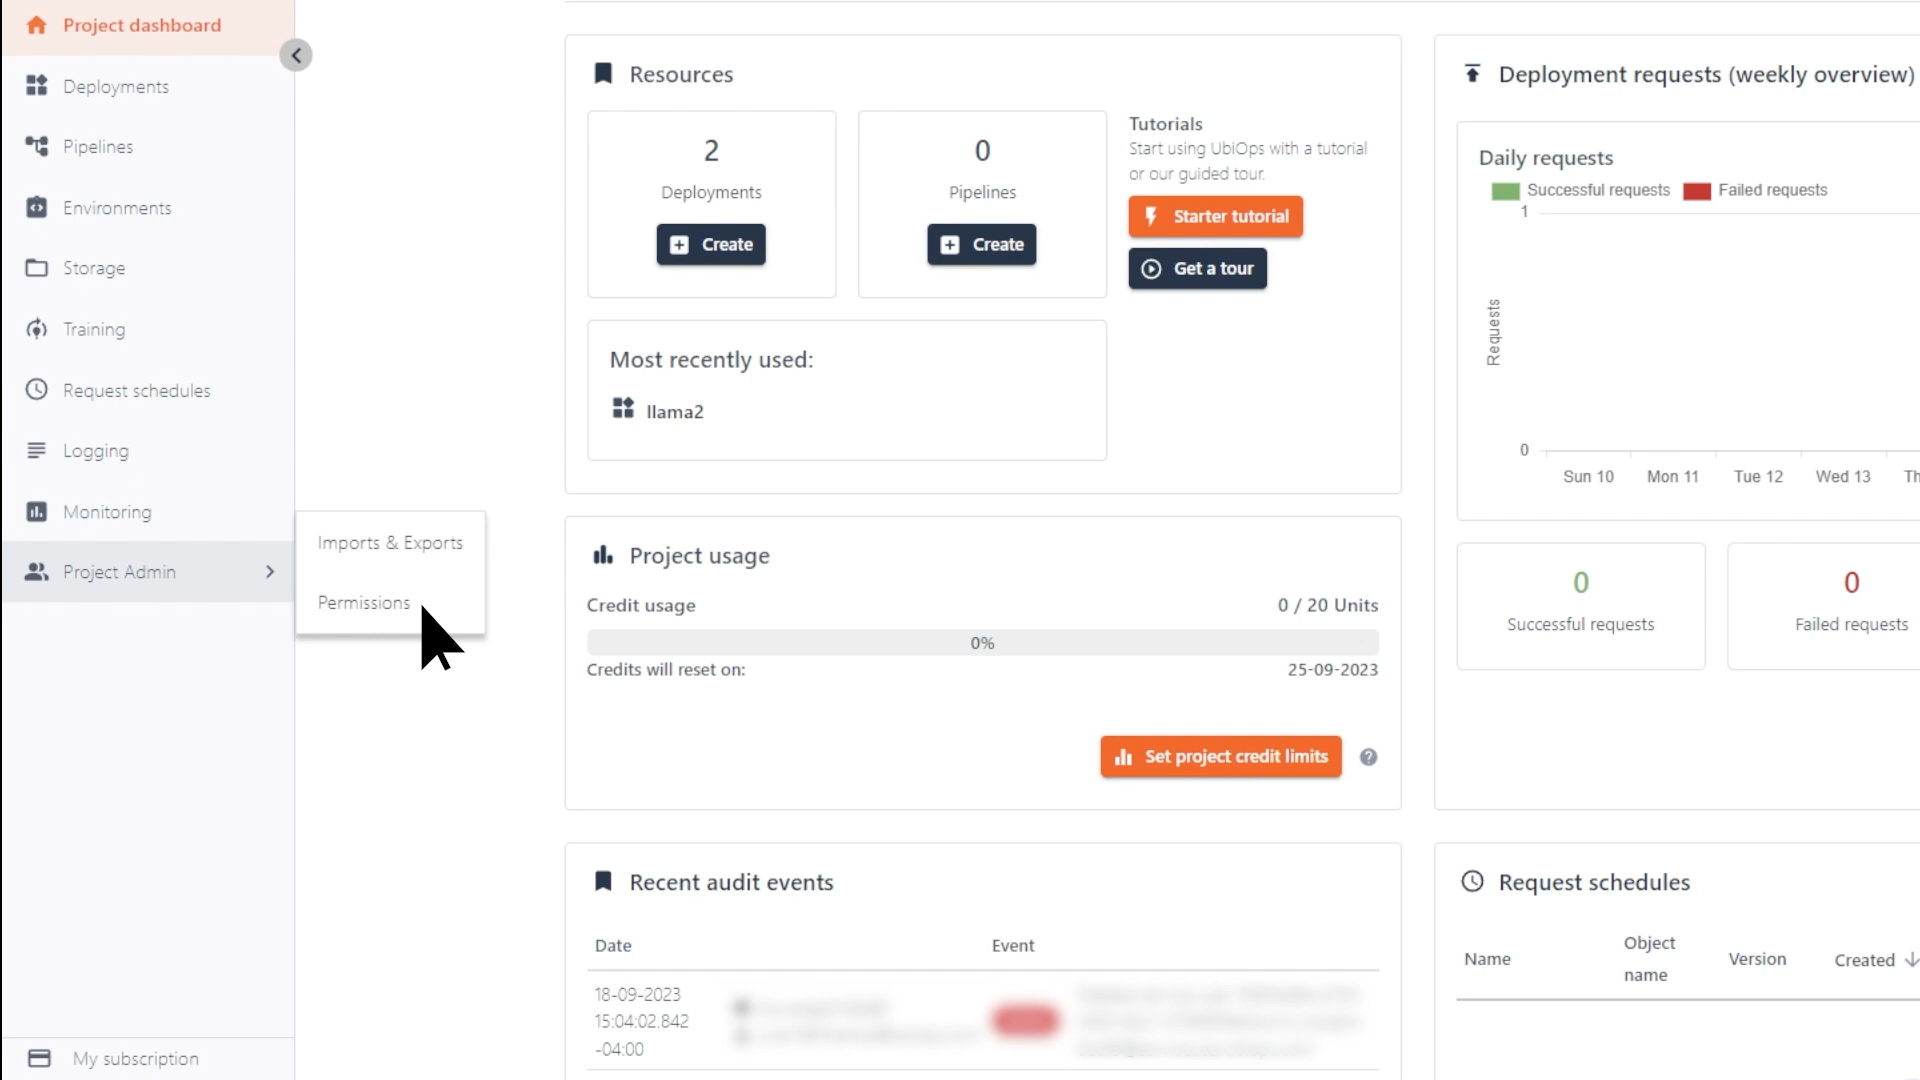 Project dashboard
Deployments
Pipelines
Environments
Storage
Training
Request schedules
Logging
Monitoring
Project Admin
Imports & Exports
Permissions
My subscription
Resources
2
Deployments
Create
0
Pipelines
Create
Tutorials
Start using UbiOps with a tutorial
or our guided tour.
Starter tutorial
Get a tour
Most recently used:
llama2
Project usage
Credit usage
0 / 20 Units
0%
Credits will reset on:
25-09-2023
Set project credit limits
Recent audit events
Date
Event
18-09-2023
15:04:02.842
-04:00
Deployment requests (weekly overview)
Daily requests
Successful requests
Failed requests
1
Requests
0
Sun 10
Mon 11
Tue 12
Wed 13
Th
0
Successful requests
0
Failed requests
Request schedules
Name
Object
name
Version
Created